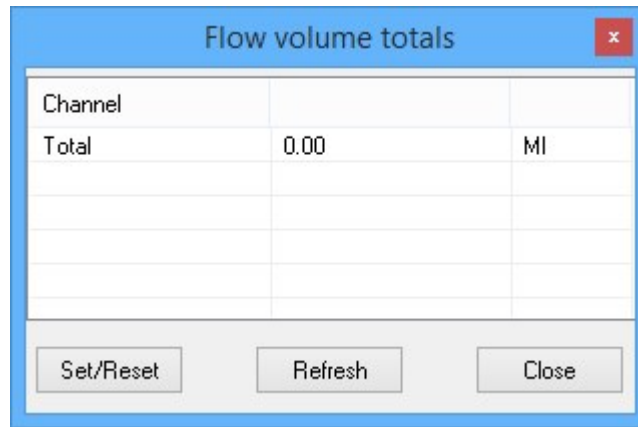 Flow volume totals
x
Channel
Total 0.00 Ml
Set/Reset Refresh Close